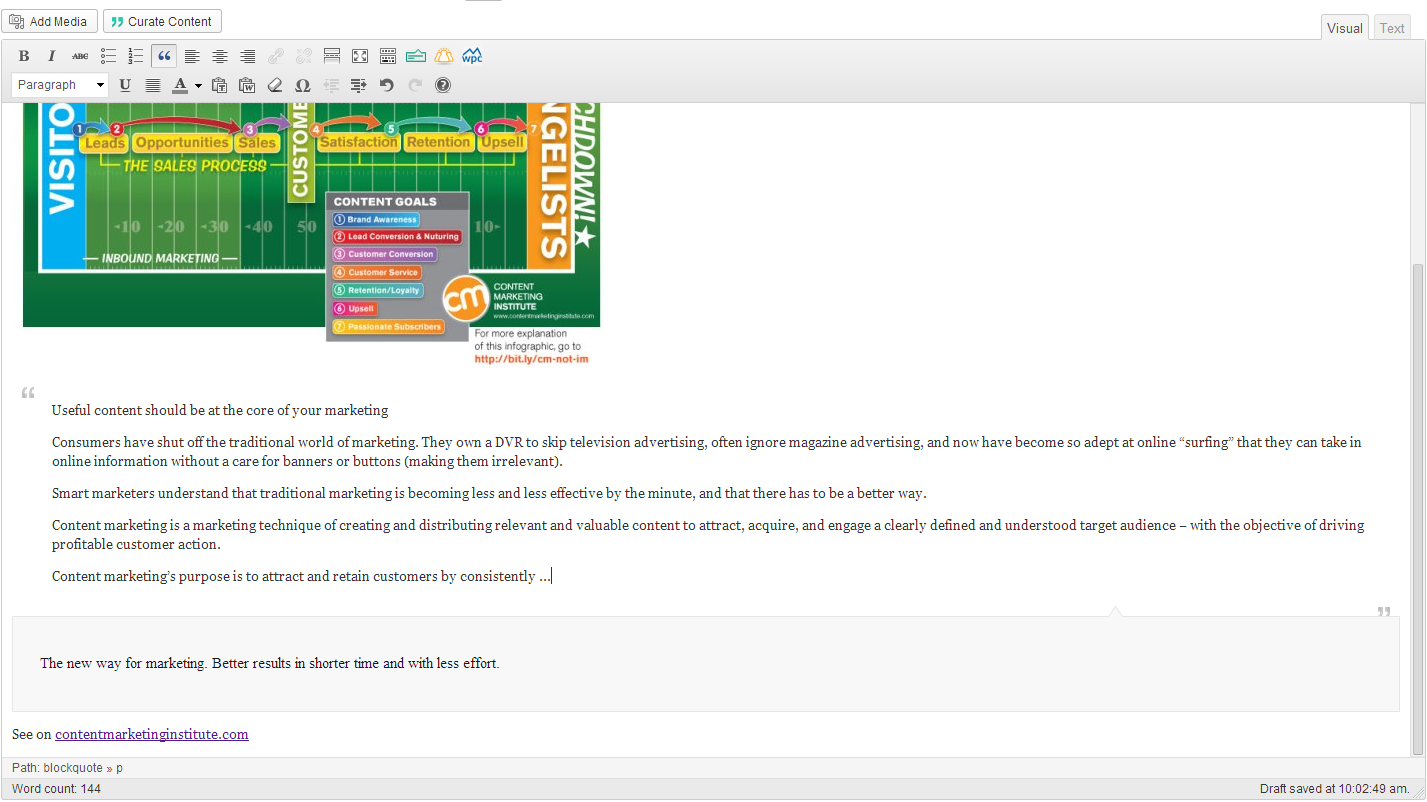 Add Media
Curate Content
Visual
Text
B I ABC wpc
Paragraph
U A Ω
VISITO
1 2 3 4 5 6 7
Leads Opportunities Sales
CUSTOME
Satisfaction Retention Upsell
NGELISTS
CHDOWN!
THE SALES PROCESS
10 20 30 40 50 10
INBOUND MARKETING
CONTENT GOALS
1 Brand Awareness
2 Lead Conversion & Nuturing
3 Customer Conversion
4 Customer Service
5 Retention/Loyalty
6 Upsell
7 Passionate Subscribers
cm
CONTENT
MARKETING
INSTITUTE
www.contentmarketinginstitute.com
For more explanation
of this infographic, go to
http://bit.ly/cm-not-im
“
Useful content should be at the core of your marketing
Consumers have shut off the traditional world of marketing. They own a DVR to skip television advertising, often ignore magazine advertising, and now have become so adept at online “surfing” that they can take in
online information without a care for banners or buttons (making them irrelevant).
Smart marketers understand that traditional marketing is becoming less and less effective by the minute, and that there has to be a better way.
Content marketing is a marketing technique of creating and distributing relevant and valuable content to attract, acquire, and engage a clearly defined and understood target audience – with the objective of driving
profitable customer action.
Content marketing’s purpose is to attract and retain customers by consistently ...
”
The new way for marketing. Better results in shorter time and with less effort.
See on contentmarketinginstitute.com
Path: blockquote » p
Word count: 144
Draft saved at 10:02:49 am.